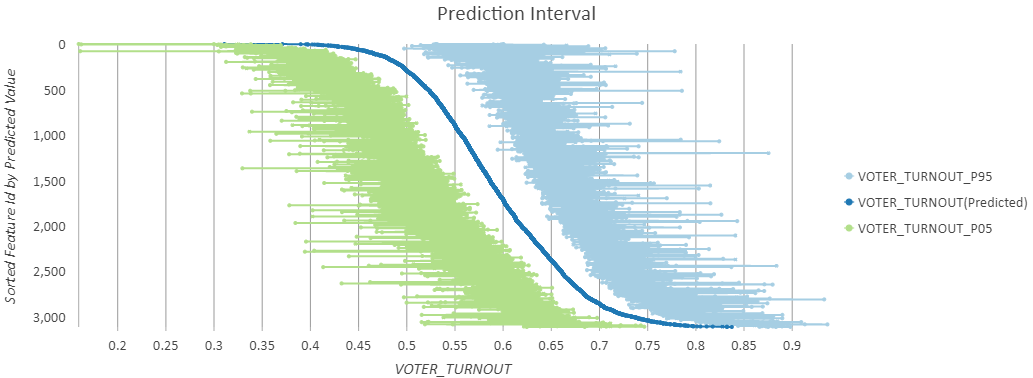 Prediction Interval
Sorted Feature Id by Predicted Value
0
500
1,000
1,500
2,000
2,500
3,000
0.2 0.25 0.3 0.35 0.4 0.45 0.5 0.55 0.6 0.65 0.7 0.75 0.8 0.85 0.9
VOTER_TURNOUT
VOTER_TURNOUT_P95
VOTER_TURNOUT(Predicted)
VOTER_TURNOUT_P05